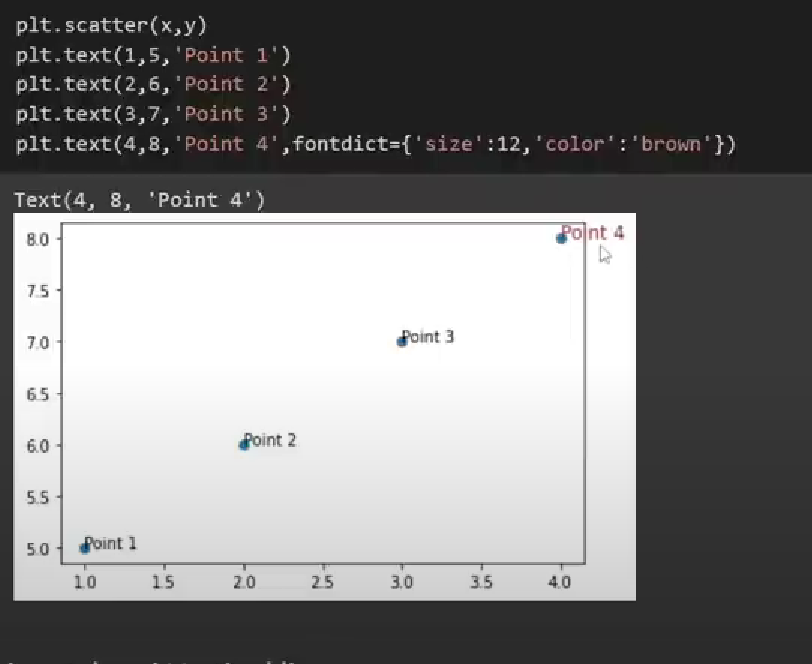 plt.scatter(x,y)
plt.text(1,5,'Point 1')
plt.text(2,6,'Point 2')
plt.text(3,7,'Point 3')
plt.text(4,8,'Point 4',fontdict={'size':12,'color':'brown'})
Text(4, 8, 'Point 4')
8.0
Point 4
7.5
7.0
Point 3
6.5
6.0
Point 2
5.5
5.0
Point 1
1.0 1.5 2.0 2.5 3.0 3.5 4.0